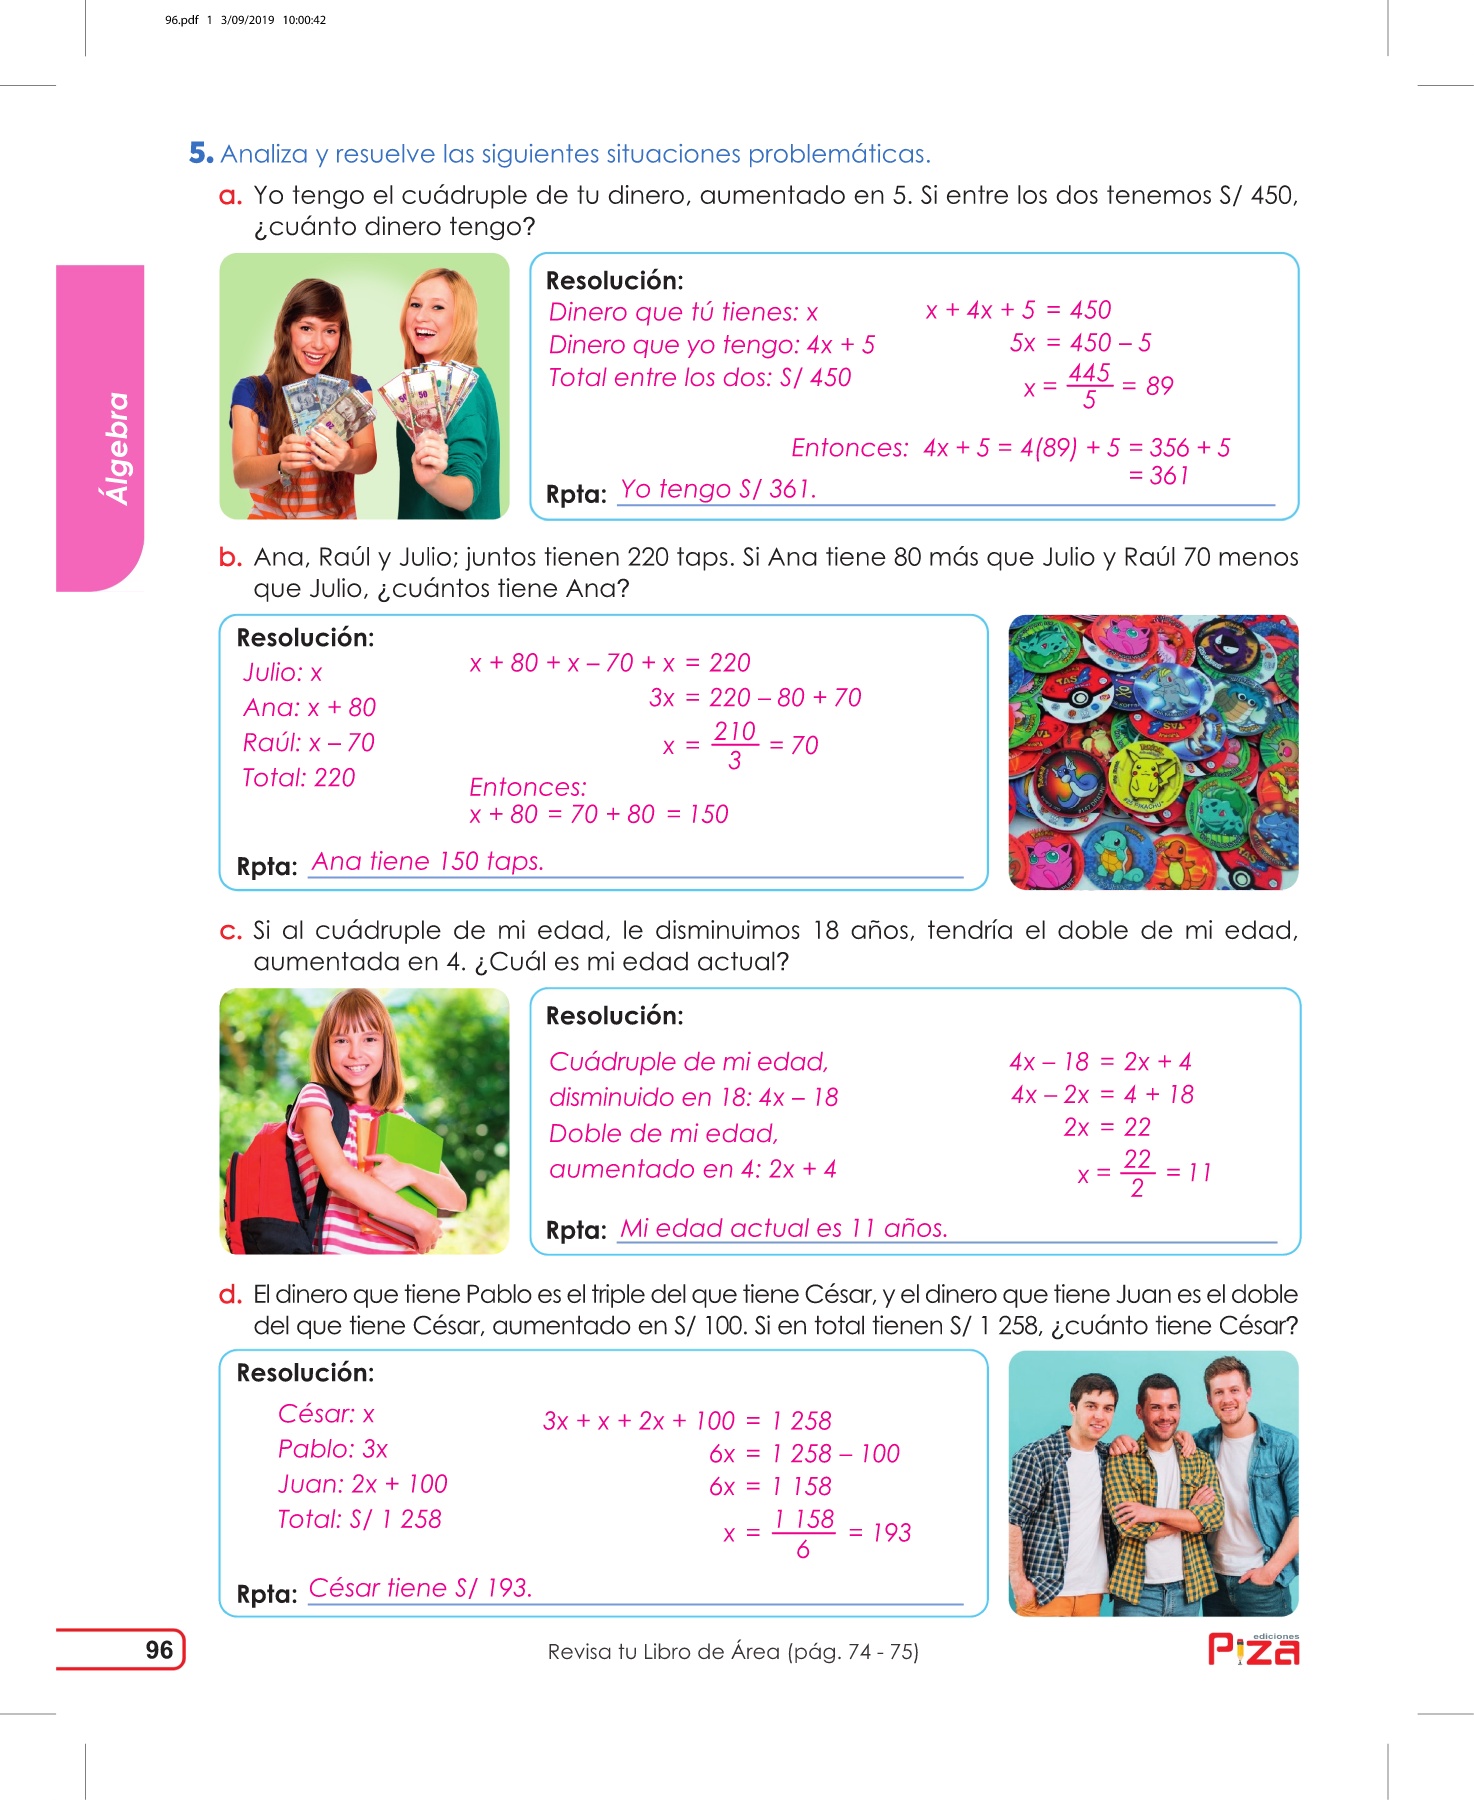 96.pdf 1 3/09/2019 10:00:42
5. Analiza y resuelve las siguientes situaciones problemáticas.
a. Yo tengo el cuádruple de tu dinero, aumentado en 5. Si entre los dos tenemos S/ 450,
¿cuánto dinero tengo?
Álgebra
Resolución:
Dinero que tú tienes: x
Dinero que yo tengo: 4x + 5
Total entre los dos: S/ 450
x + 4x + 5 = 450
5x = 450 – 5
x = 445/5 = 89
Entonces: 4x + 5 = 4(89) + 5 = 356 + 5
= 361
Rpta: Yo tengo S/ 361.
b. Ana, Raúl y Julio; juntos tienen 220 taps. Si Ana tiene 80 más que Julio y Raúl 70 menos
que Julio, ¿cuántos tiene Ana?
Resolución:
Julio: x
Ana: x + 80
Raúl: x – 70
Total: 220
x + 80 + x – 70 + x = 220
3x = 220 – 80 + 70
x = 210/3 = 70
Entonces:
x + 80 = 70 + 80 = 150
Rpta: Ana tiene 150 taps.
c. Si al cuádruple de mi edad, le disminuimos 18 años, tendría el doble de mi edad,
aumentada en 4. ¿Cuál es mi edad actual?
Resolución:
Cuádruple de mi edad,
disminuido en 18: 4x – 18
Doble de mi edad,
aumentado en 4: 2x + 4
4x – 18 = 2x + 4
4x – 2x = 4 + 18
2x = 22
x = 22/2 = 11
Rpta: Mi edad actual es 11 años.
d. El dinero que tiene Pablo es el triple del que tiene César, y el dinero que tiene Juan es el doble
del que tiene César, aumentado en S/ 100. Si en total tienen S/ 1 258, ¿cuánto tiene César?
Resolución:
César: x
Pablo: 3x
Juan: 2x + 100
Total: S/ 1 258
3x + x + 2x + 100 = 1 258
6x = 1 258 – 100
6x = 1 158
x = 1 158/6 = 193
Rpta: César tiene S/ 193.
96
Revisa tu Libro de Área (pág. 74 - 75)
ediciones
Piza